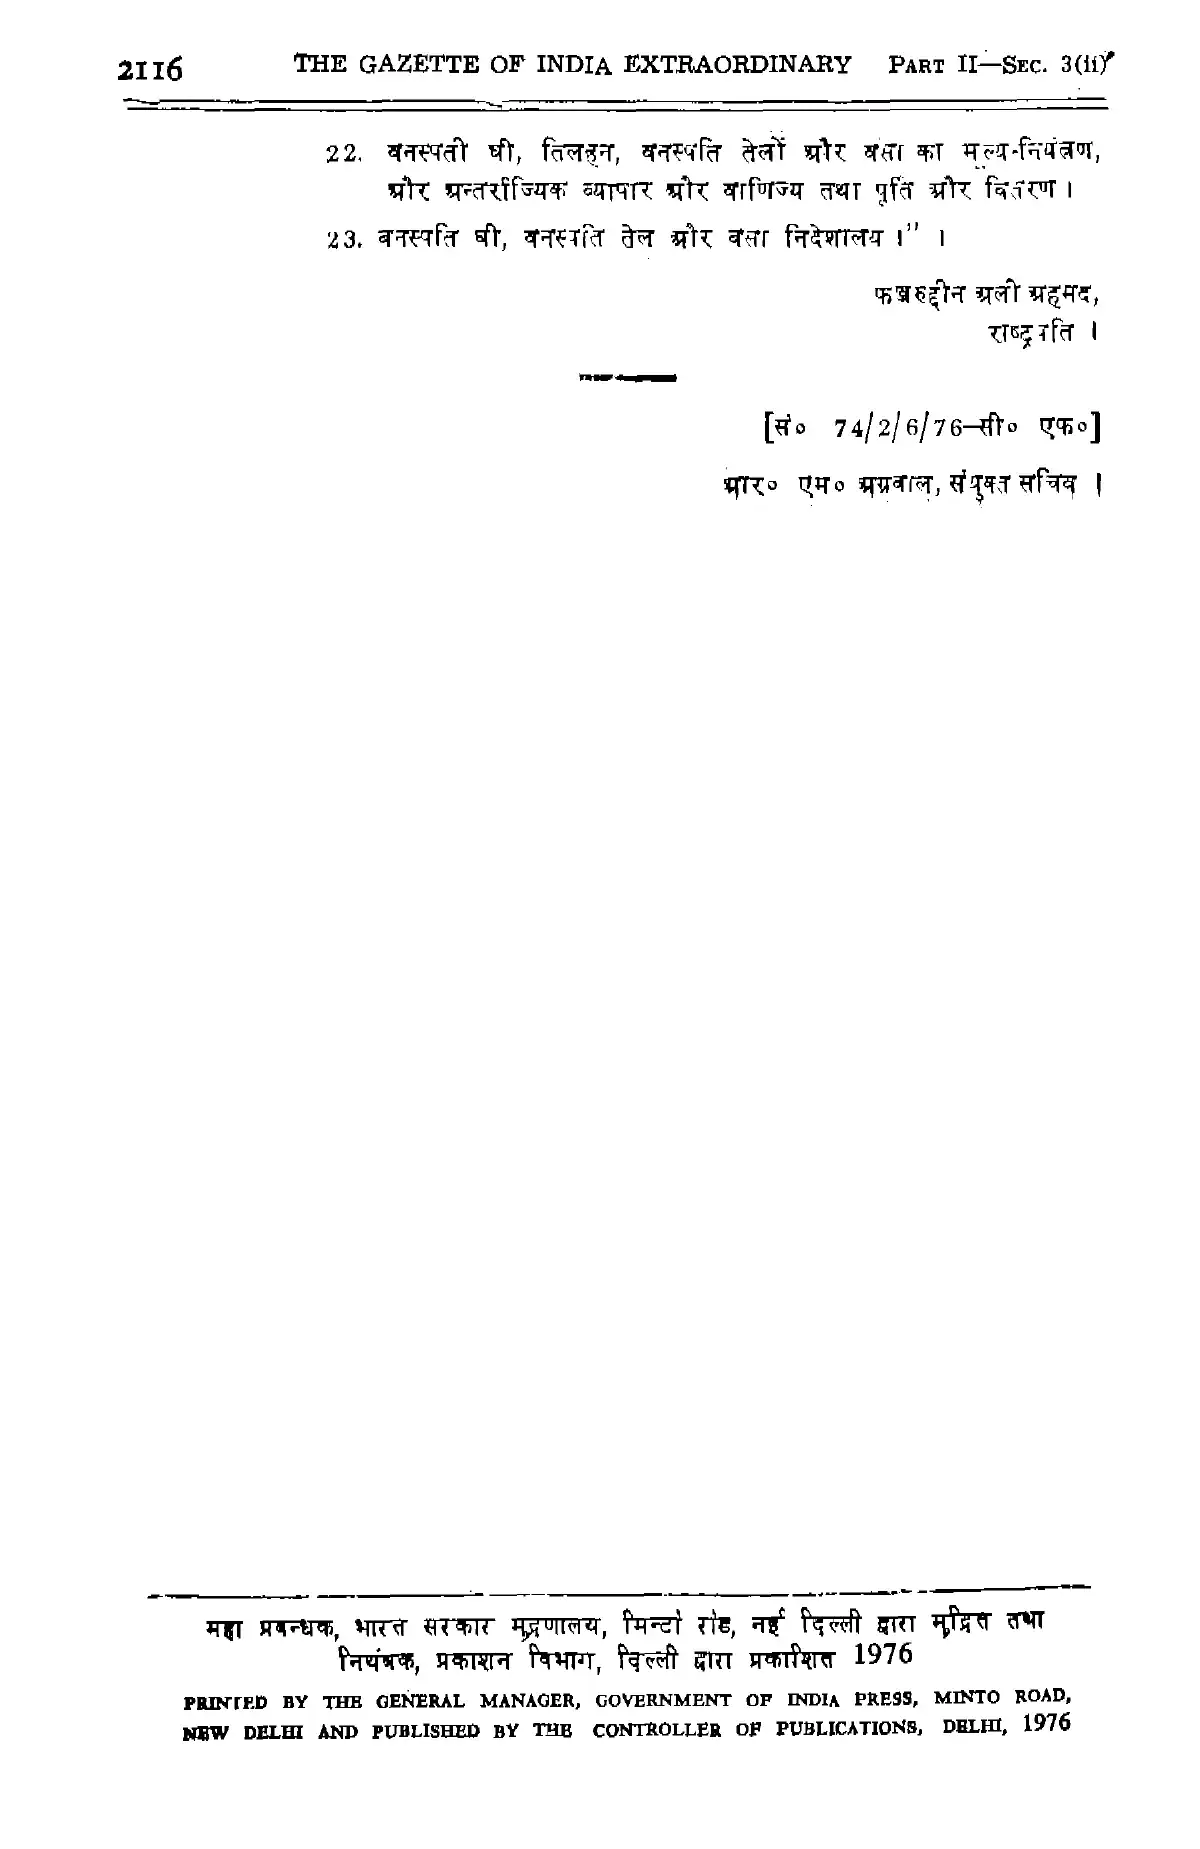 2116 THE GAZETTE OF INDIA EXTRAORDINARY PART II—SEC. 3(ii)
22. वनस्पती घी, तिलहन, वनस्पति तेलों और वसा का मूल्य-नियंत्रण,
और अन्तर्राज्यिक व्यापार और वाणिज्य तथा पूर्ति और वितरण ।
23. वनस्पति घी, वनस्पति तेल और वसा निदेशालय ।" ।
फखरुद्दीन अली अहमद,
राष्ट्रपति ।
[सं० 74/2/6/76—सी० एफ०]
आर० एम० अग्रवाल, संयुक्त सचिव ।
महा प्रबन्धक, भारत सरकार मुद्रणालय, मिन्टो रोड, नई दिल्ली द्वारा मुद्रित तथा
नियंत्रक, प्रकाशन विभाग, दिल्ली द्वारा प्रकाशित 1976
PRINTED BY THE GENERAL MANAGER, GOVERNMENT OF INDIA PRESS, MINTO ROAD,
NEW DELHI AND PUBLISHED BY THE CONTROLLER OF PUBLICATIONS, DELHI, 1976